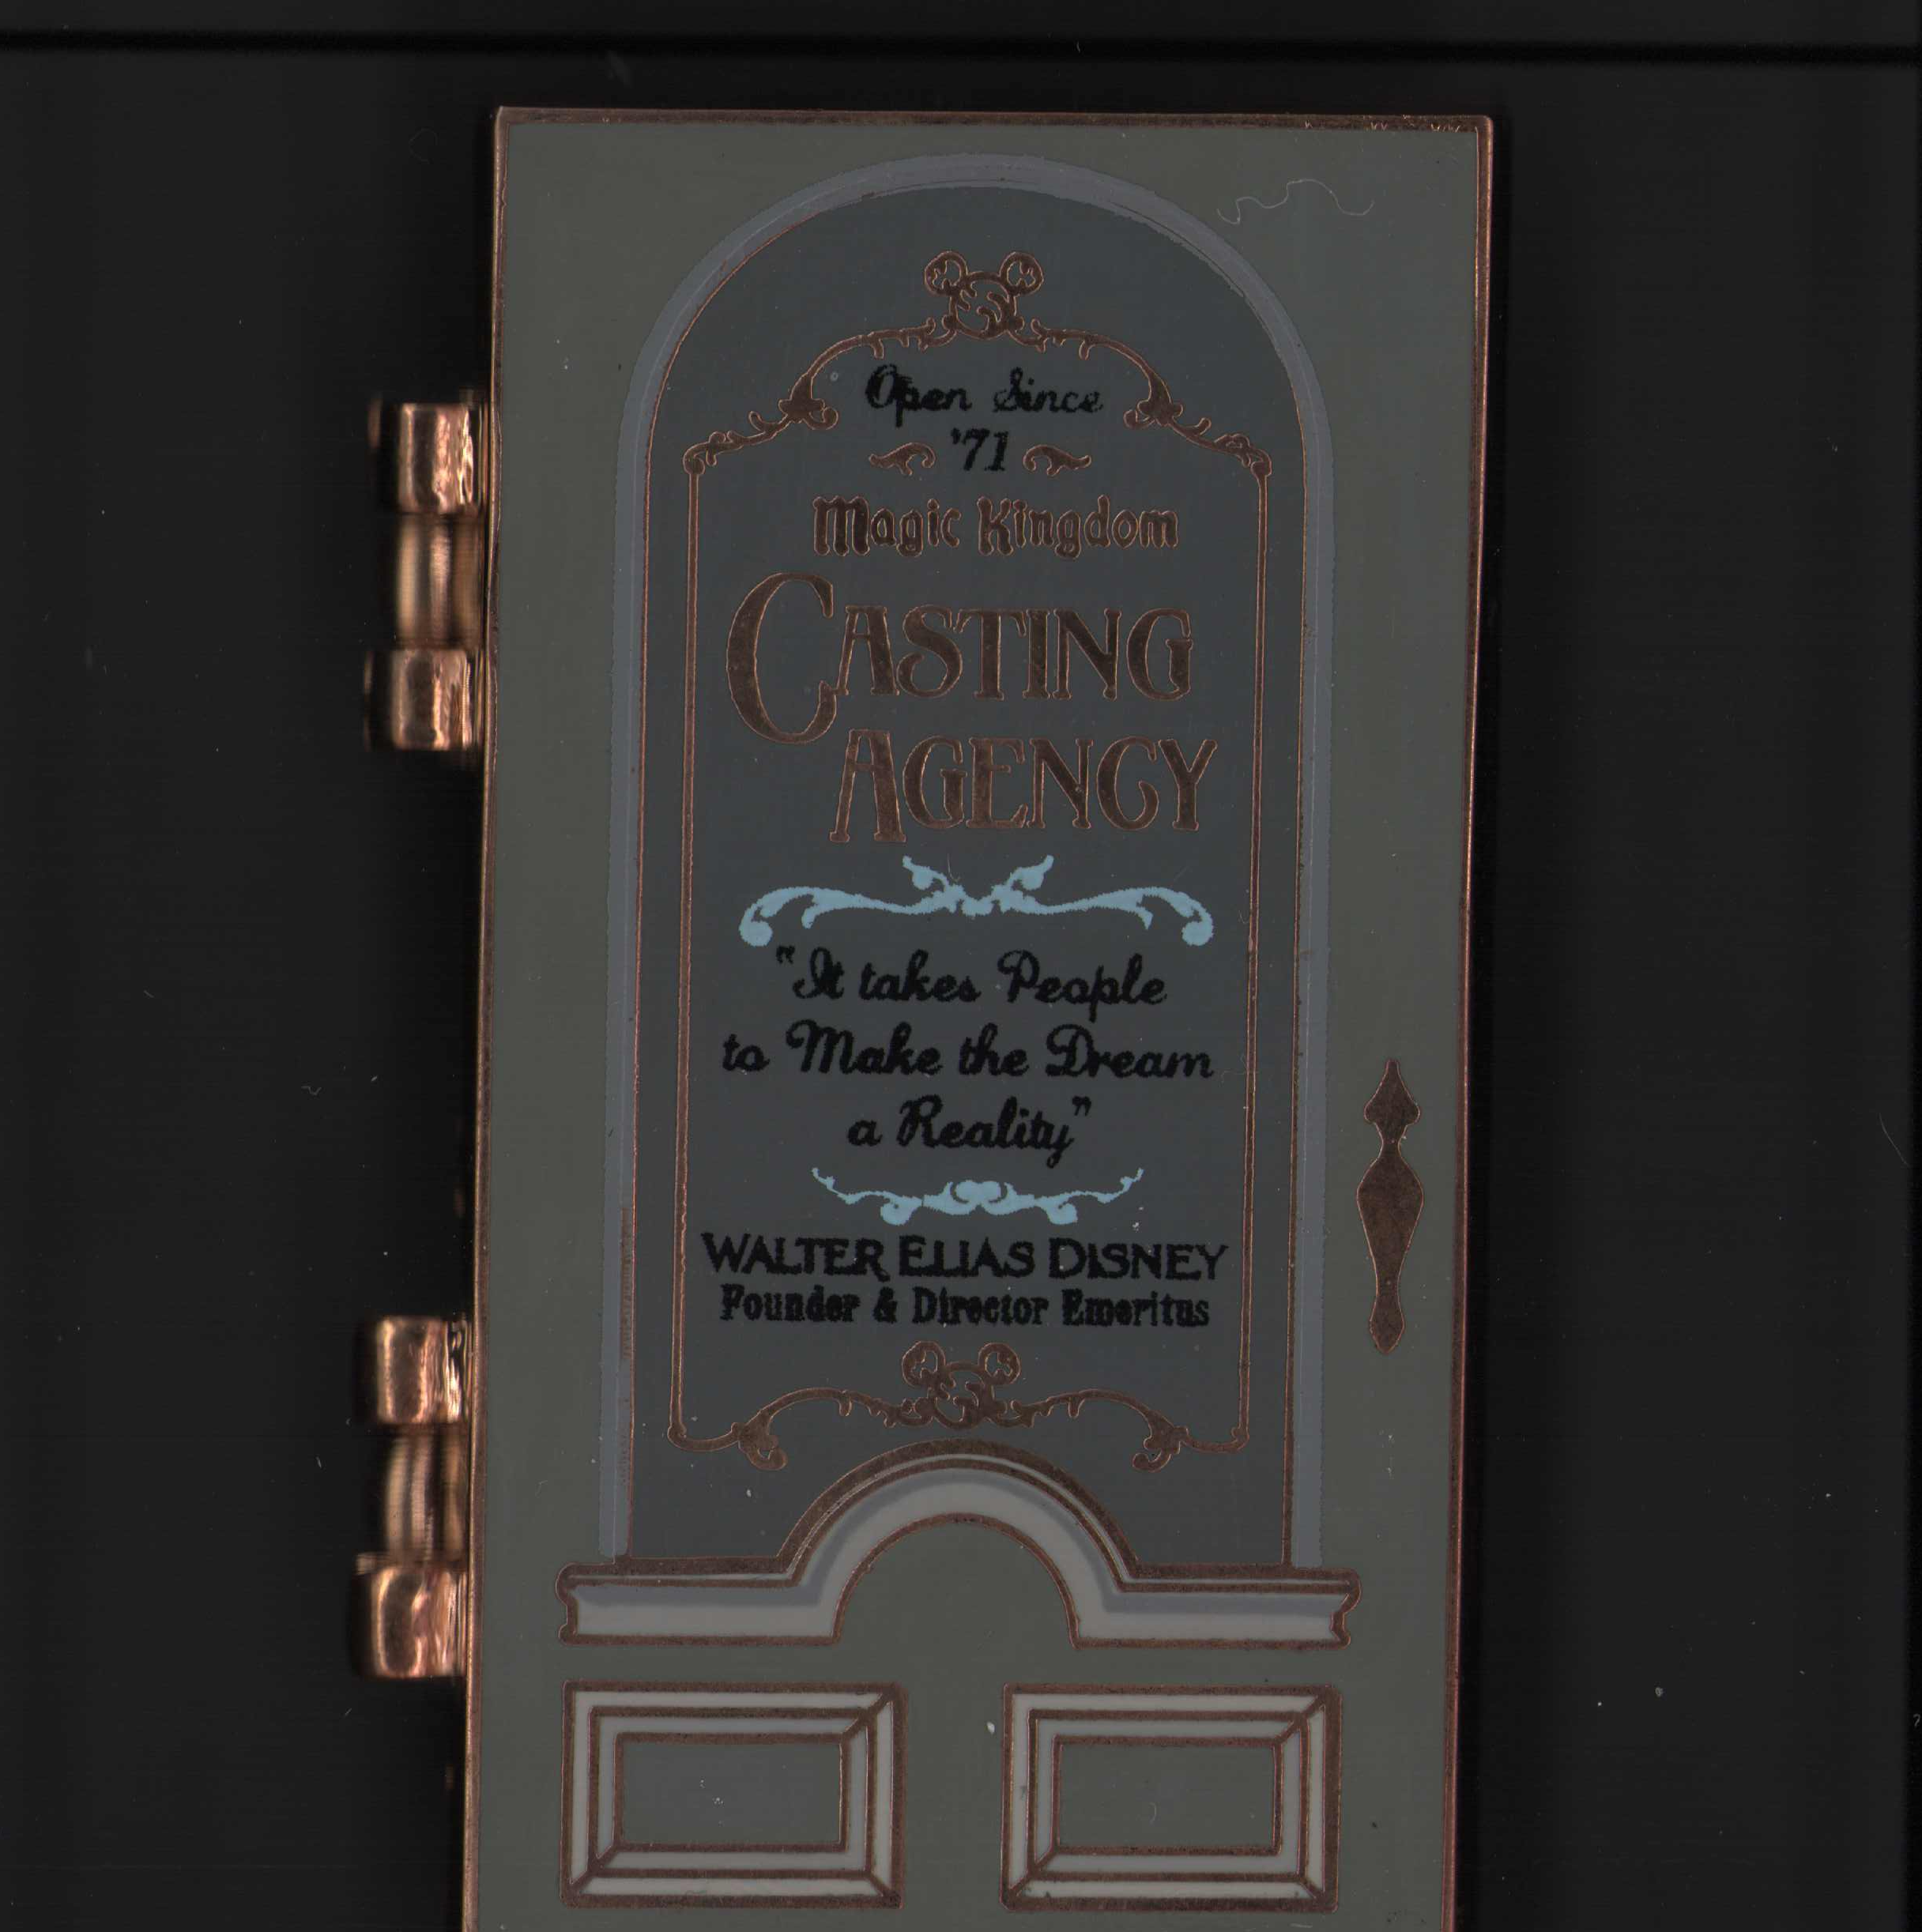 Open Since
'71
Magic Kingdom
CASTING
AGENCY
"It takes People
to Make the Dream
a Reality"
WALTER ELIAS DISNEY
Founder & Director Emeritus